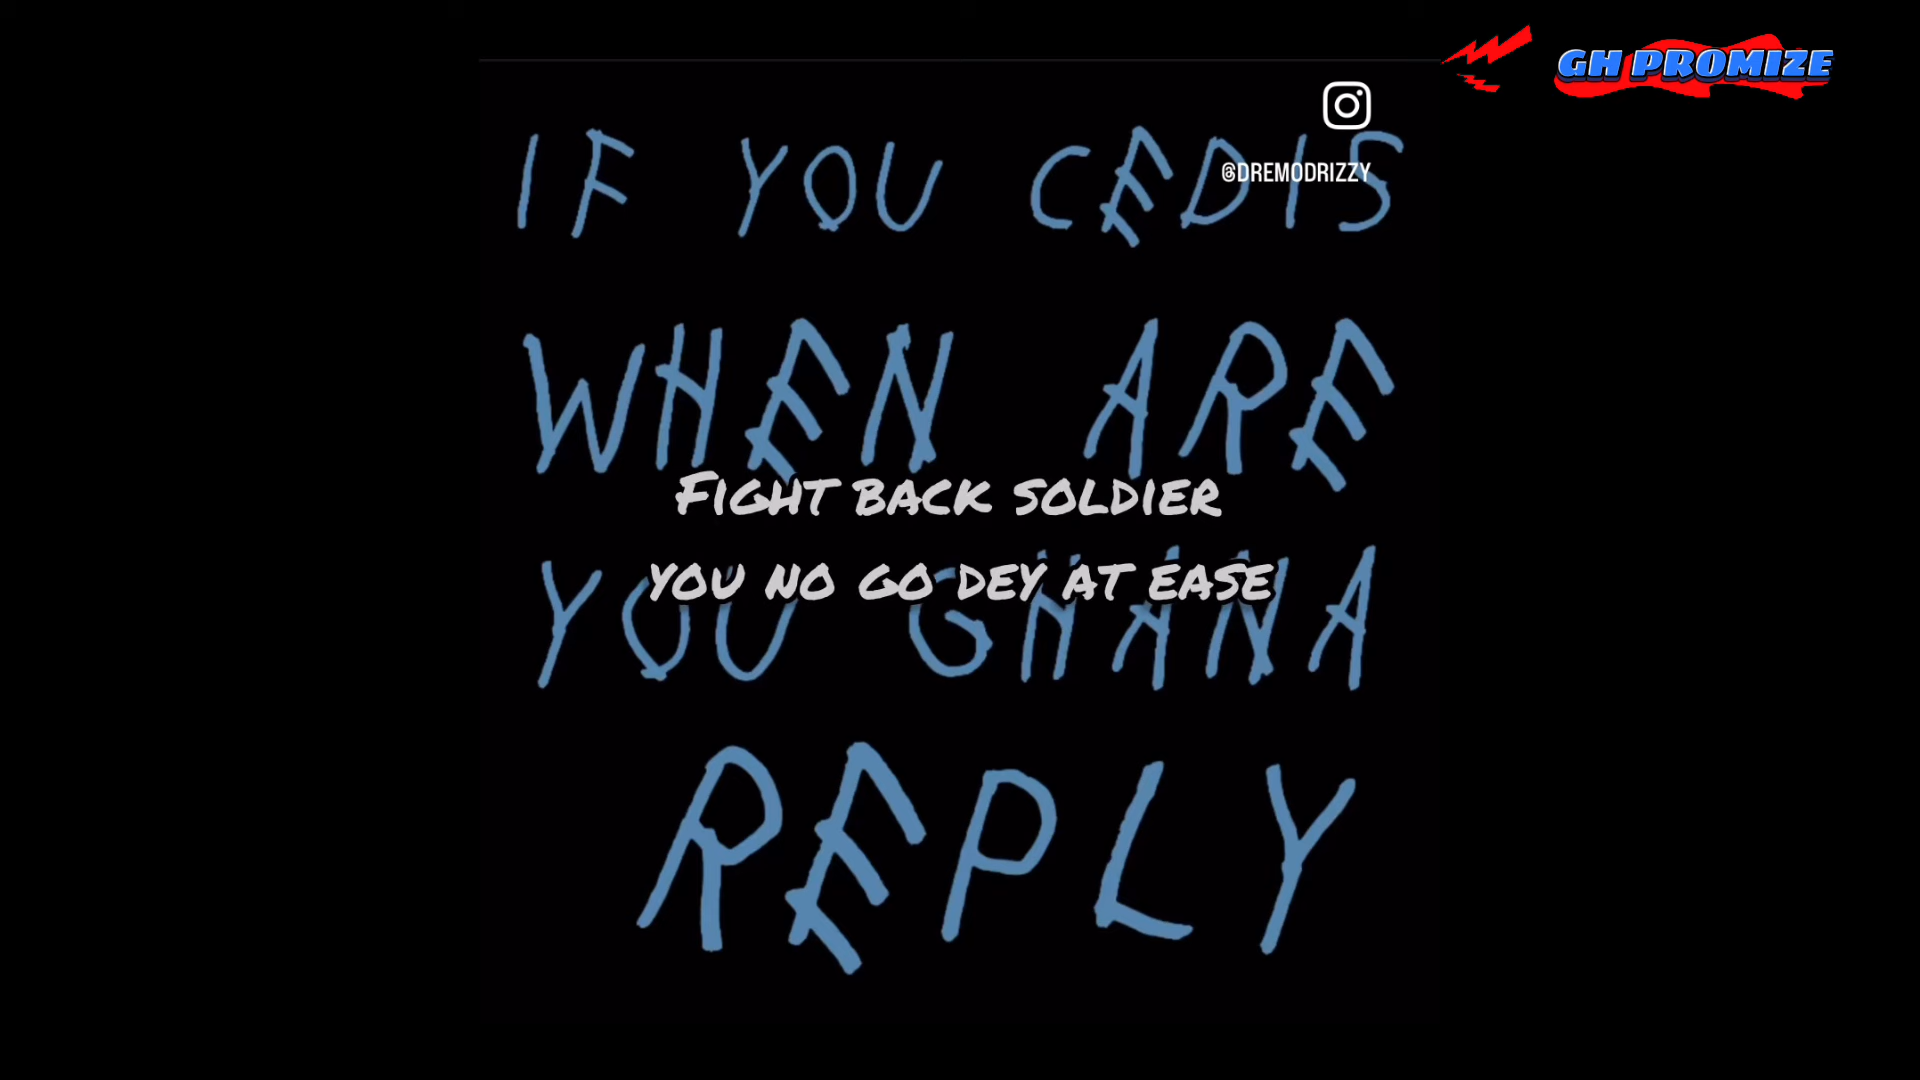 GH PROMIZE
@DREMODRIZZY
IF YOU CEDIS
WHEN ARE
FIGHT BACK SOLDIER
YOU NO GO DEY AT EASE
YOU GHANA
REPLY